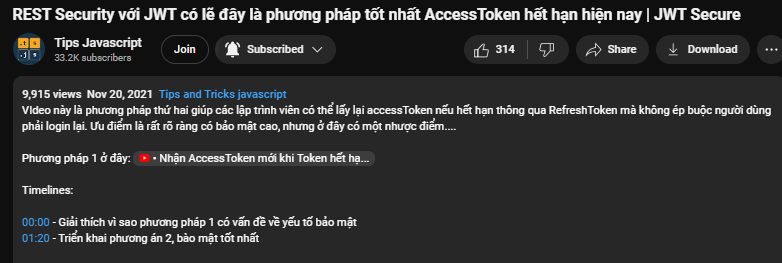 REST Security với JWT có lẽ đây là phương pháp tốt nhất AccessToken hết hạn hiện nay | JWT Secure
.t s
.j s
Tips Javascript
33.2K subscribers
Join
Subscribed
314
Share
Download
9,915 views Nov 20, 2021 Tips and Tricks javascript
VIdeo này là phương pháp thứ hai giúp các lập trình viên có thể lấy lại accessToken nếu hết hạn thông qua RefreshToken mà không ép buộc người dùng
phải login lại. Ưu điểm là rất rõ ràng có bảo mật cao, nhưng ở đây có một nhược điểm....
Phương pháp 1 ở đây: • Nhận AccessToken mới khi Token hết hạ...
Timelines:
00:00 - Giải thích vì sao phương pháp 1 có vấn đề về yếu tố bảo mật
01:20 - Triển khai phương án 2, bào mật tốt nhất